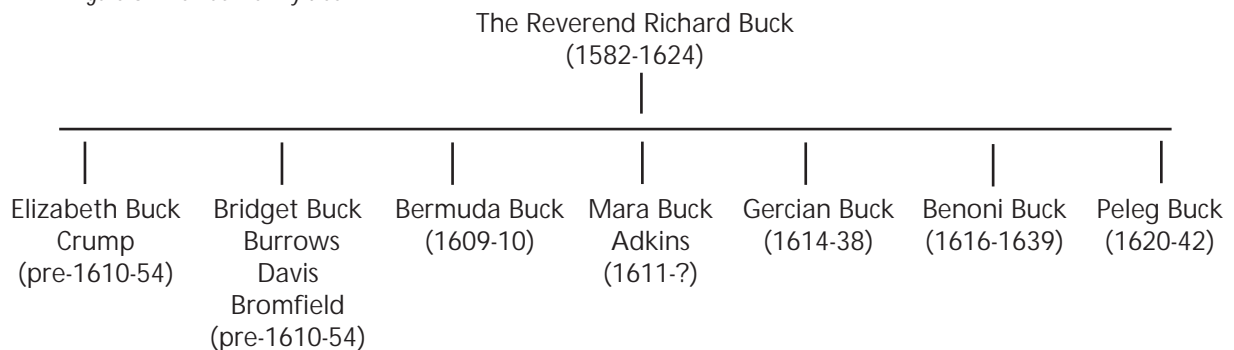 The Reverend Richard Buck
(1582-1624)
Elizabeth Buck
Crump
(pre-1610-54)
Bridget Buck
Burrows
Davis
Bromfield
(pre-1610-54)
Bermuda Buck
(1609-10)
Mara Buck
Adkins
(1611-?)
Gercian Buck
(1614-38)
Benoni Buck
(1616-1639)
Peleg Buck
(1620-42)